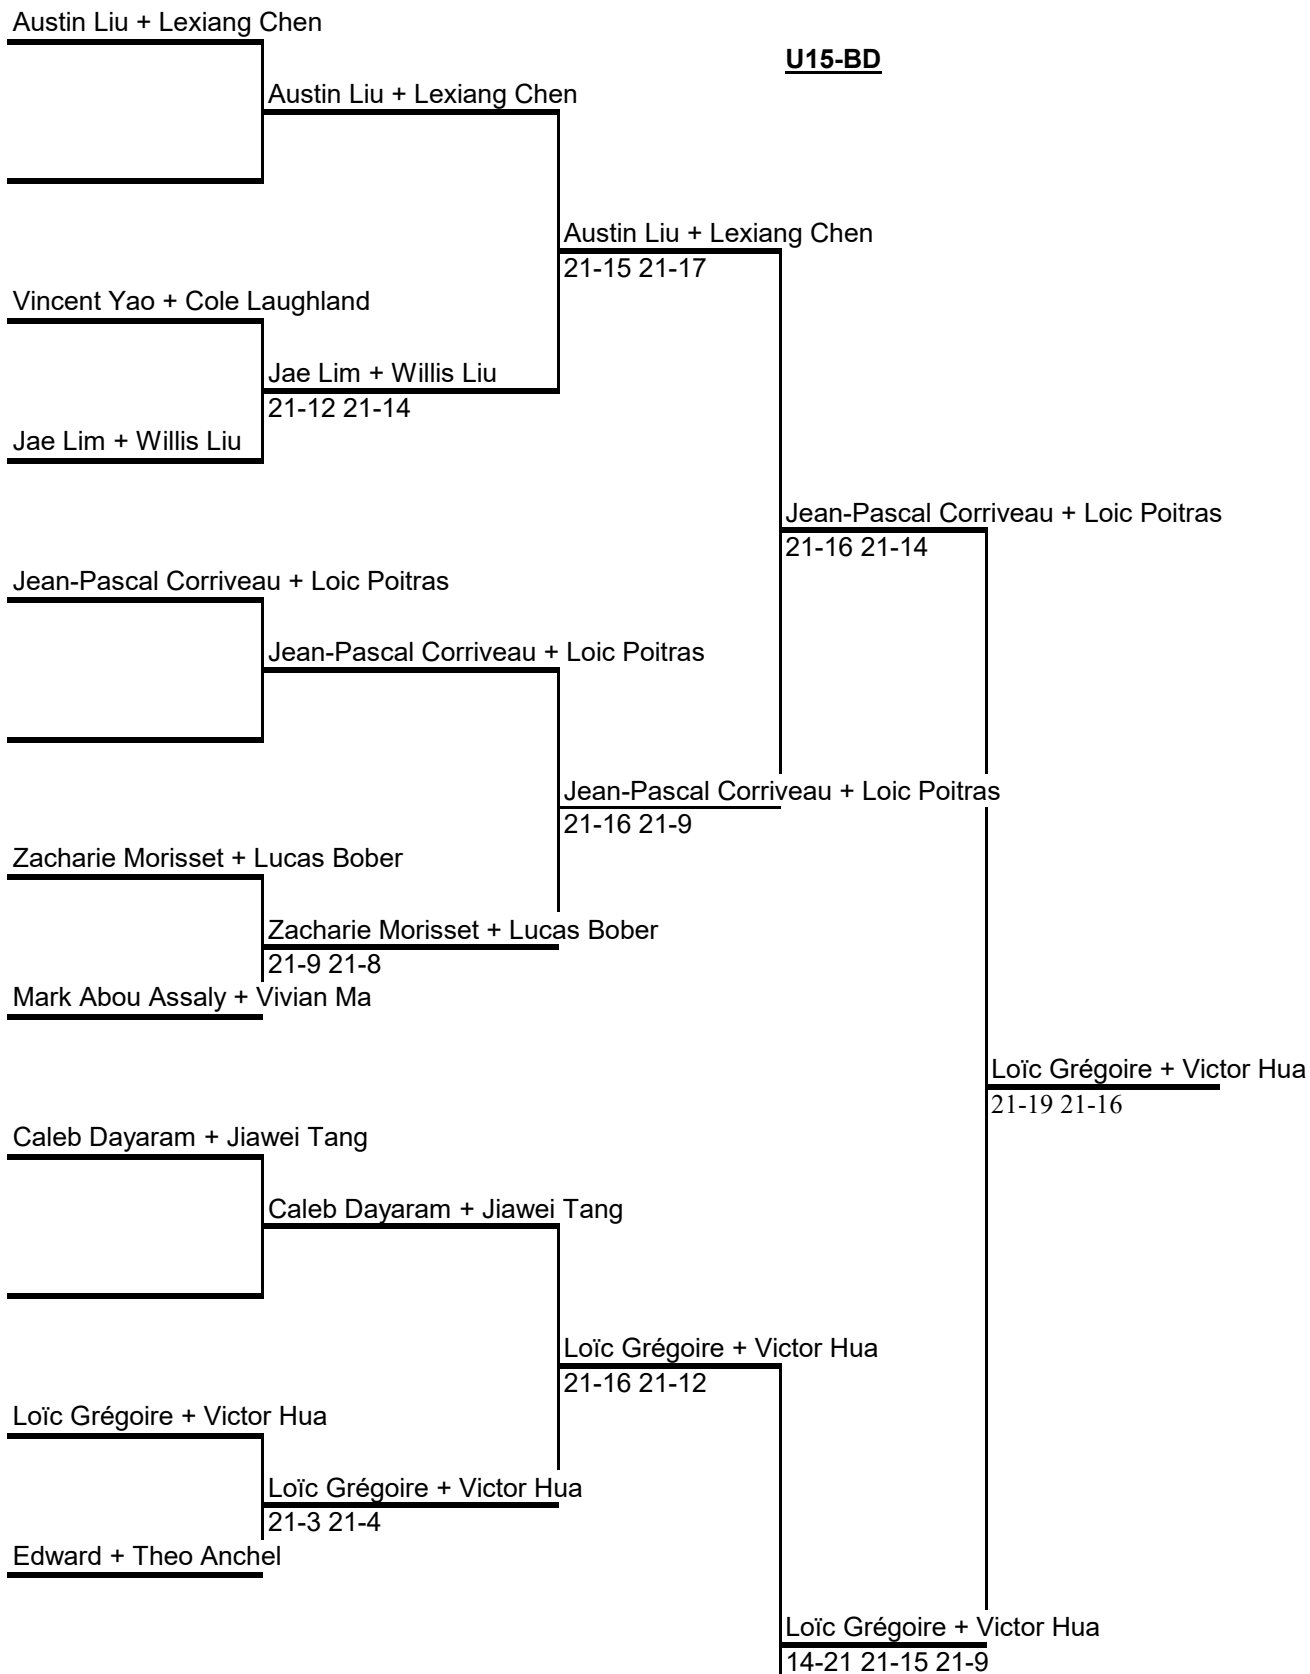 Austin Liu + Lexiang Chen
U15-BD
Austin Liu + Lexiang Chen
Austin Liu + Lexiang Chen
21-15 21-17
Vincent Yao + Cole Laughland
Jae Lim + Willis Liu
21-12 21-14
Jae Lim + Willis Liu
Jean-Pascal Corriveau + Loic Poitras
21-16 21-14
Jean-Pascal Corriveau + Loic Poitras
Jean-Pascal Corriveau + Loic Poitras
Jean-Pascal Corriveau + Loic Poitras
21-16 21-9
Zacharie Morisset + Lucas Bober
Zacharie Morisset + Lucas Bober
21-9 21-8
Mark Abou Assaly + Vivian Ma
Loïc Grégoire + Victor Hua
21-19 21-16
Caleb Dayaram + Jiawei Tang
Caleb Dayaram + Jiawei Tang
Loïc Grégoire + Victor Hua
21-16 21-12
Loïc Grégoire + Victor Hua
Loïc Grégoire + Victor Hua
21-3 21-4
Edward + Theo Anchel
Loïc Grégoire + Victor Hua
14-21 21-15 21-9